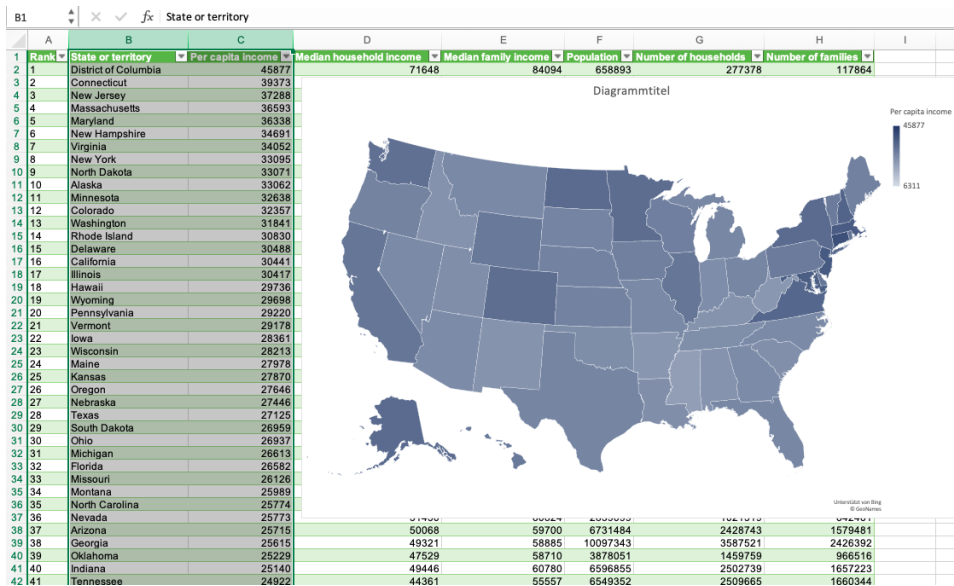 B1 fx State or territory
A B C D E F G H I
1 Rank State or territory Per capita income Median household income Median family income Population Number of households Number of families
2 1 District of Columbia 45877 71648 84094 658893 277378 117864
3 2 Connecticut 39373
4 3 New Jersey 37288
5 4 Massachusetts 36593
6 5 Maryland 36338
7 6 New Hampshire 34691
8 7 Virginia 34052
9 8 New York 33095
10 9 North Dakota 33071
11 10 Alaska 33062
12 11 Minnesota 32638
13 12 Colorado 32357
14 13 Washington 31841
15 14 Rhode Island 30830
16 15 Delaware 30488
17 16 California 30441
18 17 Illinois 30417
19 18 Hawaii 29736
20 19 Wyoming 29698
21 20 Pennsylvania 29220
22 21 Vermont 29178
23 22 Iowa 28361
24 23 Wisconsin 28213
25 24 Maine 27978
26 25 Kansas 27870
27 26 Oregon 27646
28 27 Nebraska 27446
29 28 Texas 27125
30 29 South Dakota 26959
31 30 Ohio 26937
32 31 Michigan 26613
33 32 Florida 26582
34 33 Missouri 26126
35 34 Montana 25989
36 35 North Carolina 25774
37 36 Nevada 25773
38 37 Arizona 25715 50068 59700 6731484 2428743 1579481
39 38 Georgia 25615 49321 58885 10097343 3587521 2426392
40 39 Oklahoma 25229 47529 58710 3878051 1459759 966516
41 40 Indiana 25140 49446 60780 6596855 2502739 1657223
42 41 Tennessee 24922 44361 55557 6549352 2509665 1660344
Diagrammtitel
Per capita income
45877
6311
Unterstützt von Bing
© GeoNames